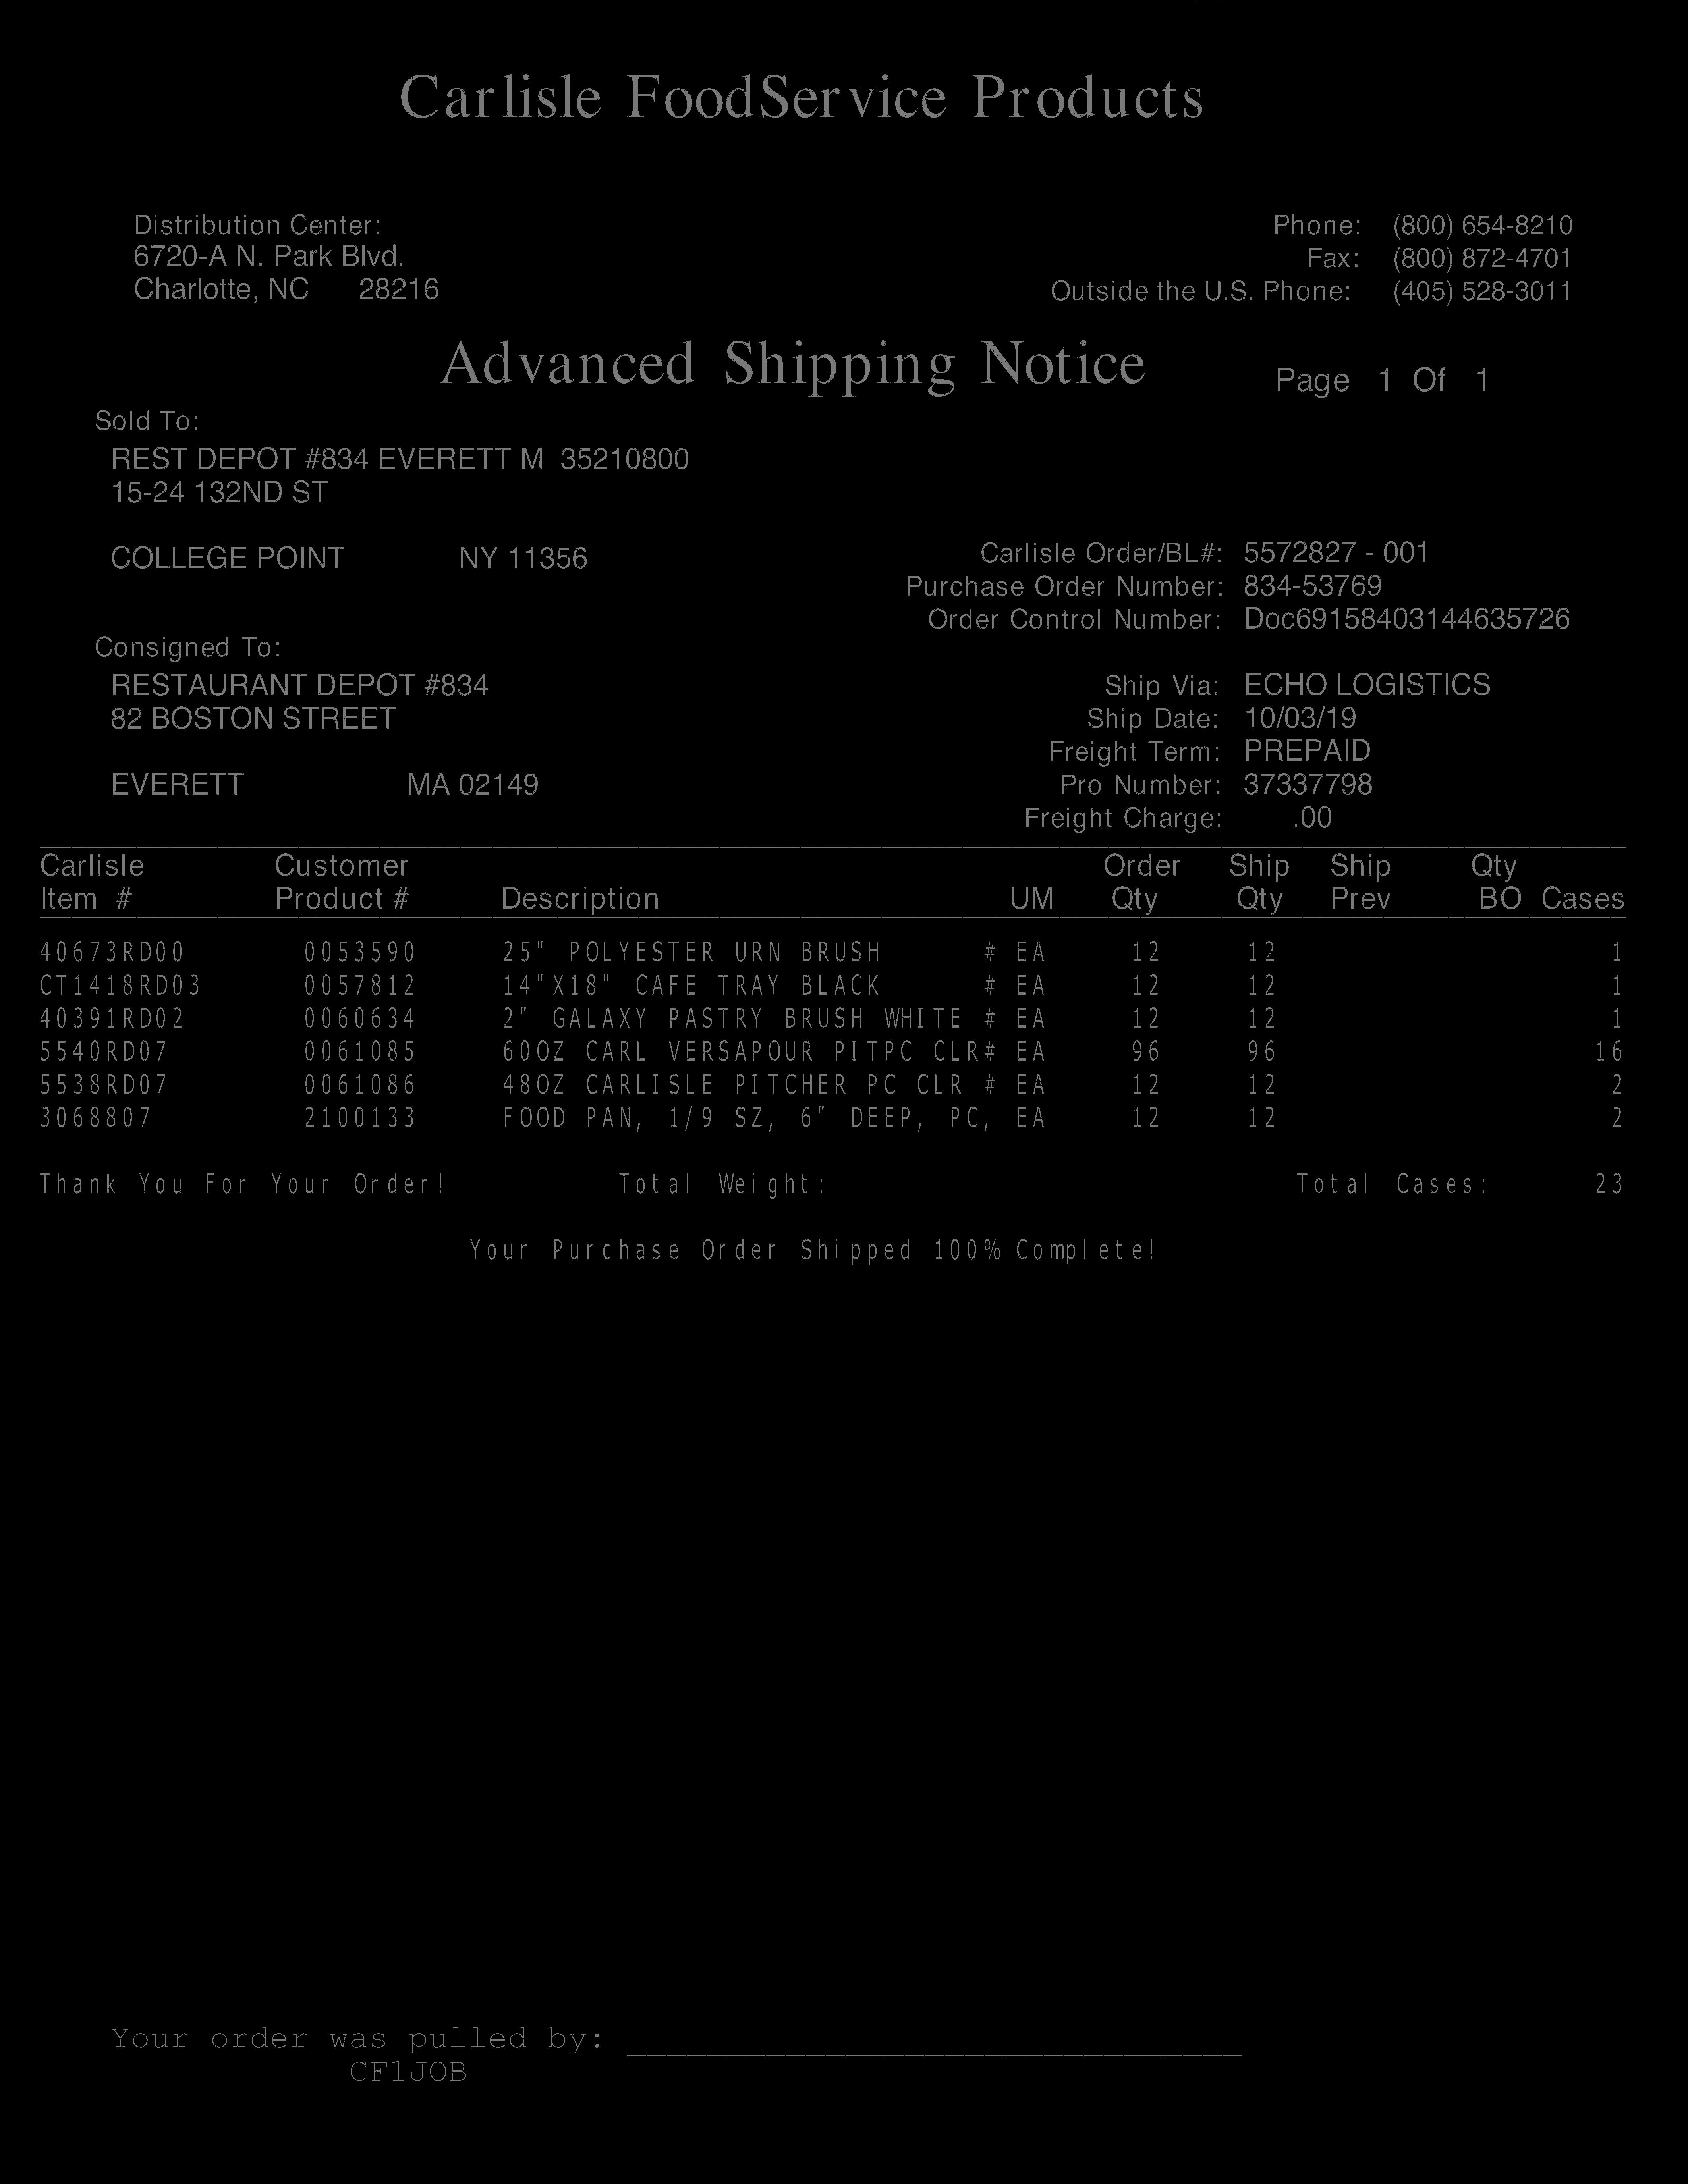 Carlisle FoodService Products
Distribution Center:
6720-A N. Park Blvd.
Charlotte, NC 28216
Phone: (800) 654-8210
Fax: (800) 872-4701
Outside the U.S. Phone: (405) 528-3011
Advanced Shipping Notice Page 1 Of 1
Sold To:
REST DEPOT #834 EVERETT M 35210800
15-24 132ND ST
COLLEGE POINT NY 11356
Carlisle Order/BL#: 5572827 - 001
Purchase Order Number: 834-53769
Order Control Number: Doc69158403144635726
Consigned To:
RESTAURANT DEPOT #834
82 BOSTON STREET
EVERETT MA 02149
Ship Via: ECHO LOGISTICS
Ship Date: 10/03/19
Freight Term: PREPAID
Pro Number: 37337798
Freight Charge: .00
Carlisle Customer Order Ship Ship Qty
Item # Product # Description UM Qty Qty Prev BO Cases
40673RD00 0053590 25" POLYESTER URN BRUSH # EA 12 12 1
CT1418RD03 0057812 14"X18" CAFE TRAY BLACK # EA 12 12 1
40391RD02 0060634 2" GALAXY PASTRY BRUSH WHITE # EA 12 12 1
5540RD07 0061085 60OZ CARL VERSAPOUR PITPC CLR# EA 96 96 16
5538RD07 0061086 48OZ CARLISLE PITCHER PC CLR # EA 12 12 2
3068807 2100133 FOOD PAN, 1/9 SZ, 6" DEEP, PC, EA 12 12 2
Thank You For Your Order! Total Weight: Total Cases: 23
Your Purchase Order Shipped 100% Complete!
Your order was pulled by: _______________________________
CF1JOB